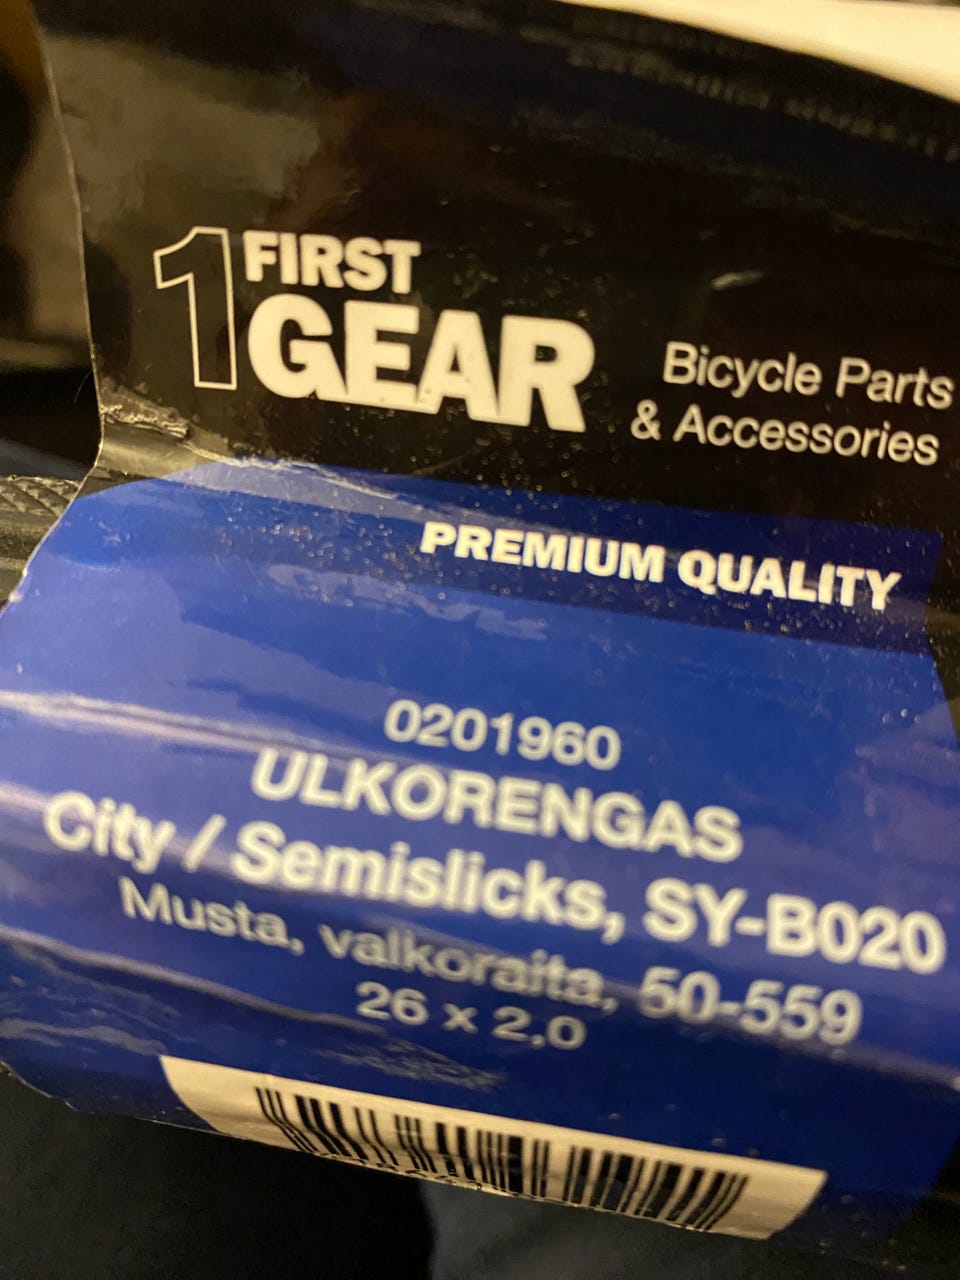 1 FIRST
GEAR
Bicycle Parts
& Accessories
PREMIUM QUALITY
0201960
ULKORENGAS
City / Semislicks, SY-B020
Musta, valkoraita, 50-559
26 x 2,0